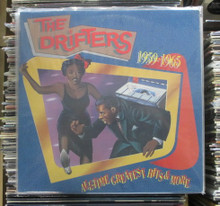 THE
DRIFTERS
1959-1965
ALL-TIME GREATEST HITS & MORE